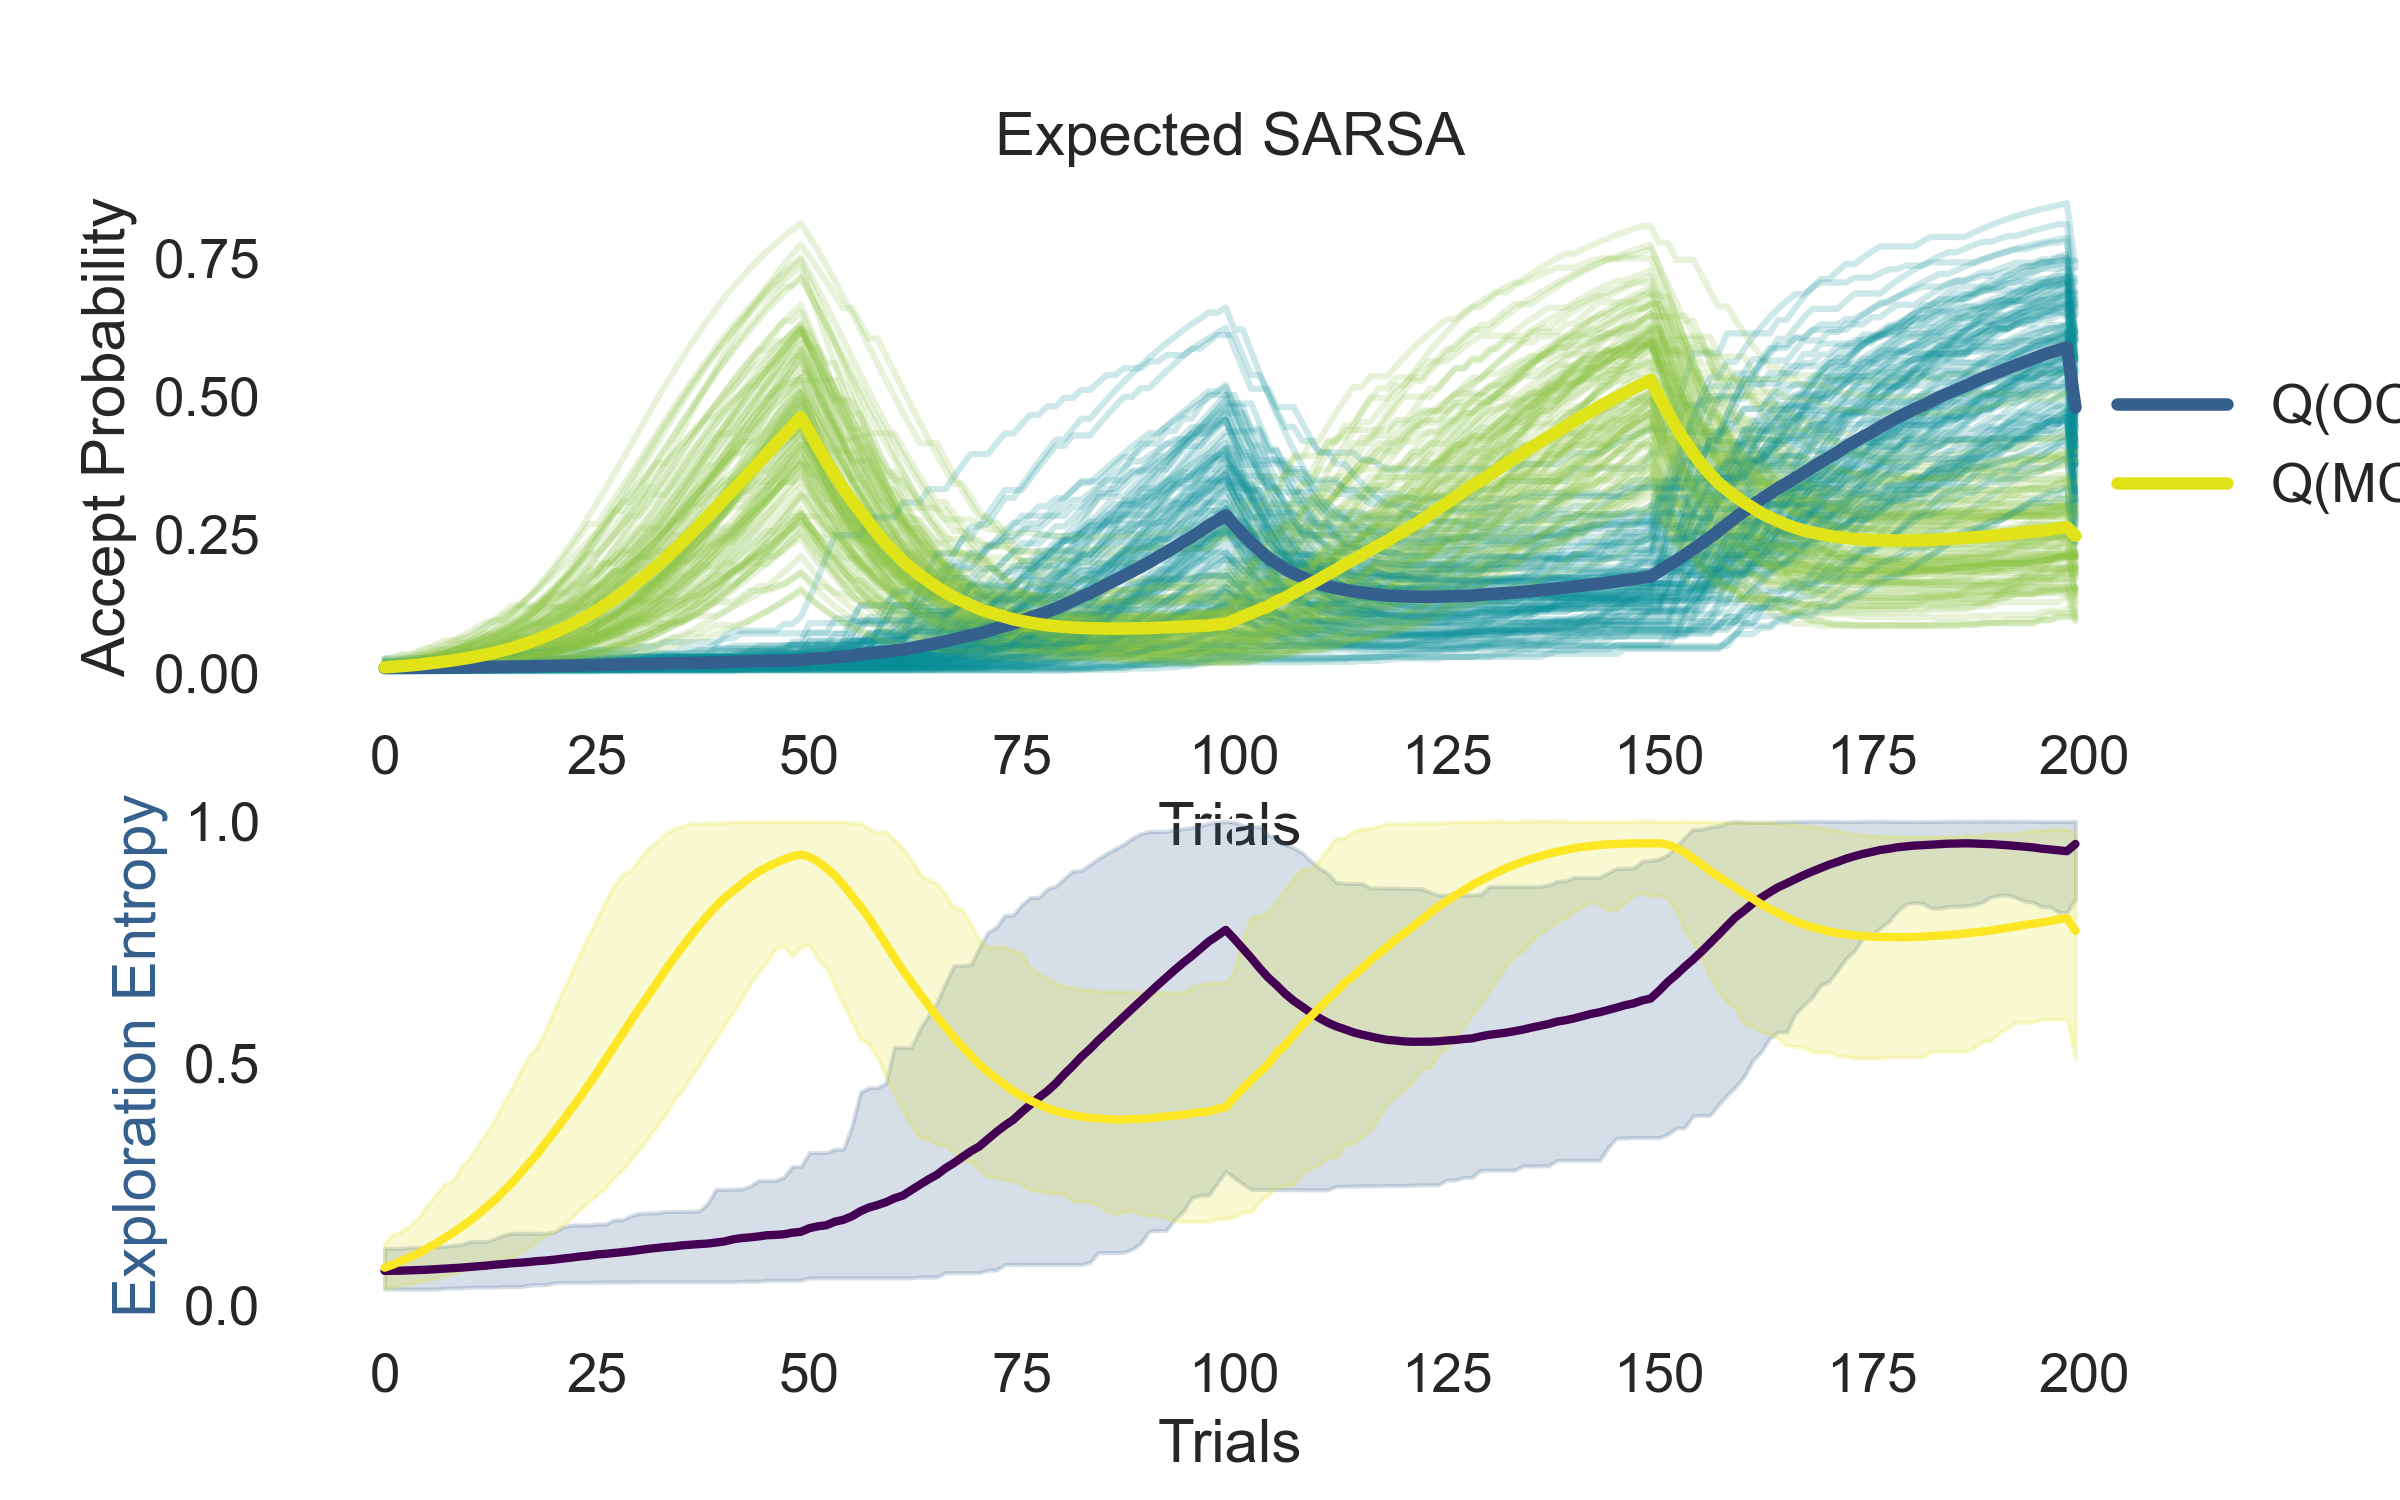 Expected SARSA
Accept Probability
0.75
0.50
0.25
0.00
0 25 50 75 100 125 150 175 200
Trials
Q(OC
Q(MC
Exploration Entropy
1.0
0.5
0.0
0 25 50 75 100 125 150 175 200
Trials